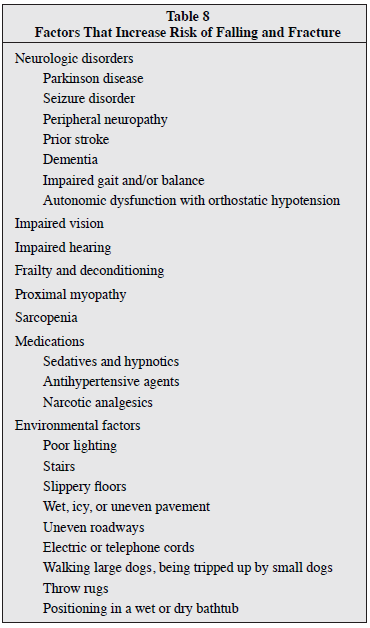 Table 8
Factors That Increase Risk of Falling and Fracture
Neurologic disorders
Parkinson disease
Seizure disorder
Peripheral neuropathy
Prior stroke
Dementia
Impaired gait and/or balance
Autonomic dysfunction with orthostatic hypotension
Impaired vision
Impaired hearing
Frailty and deconditioning
Proximal myopathy
Sarcopenia
Medications
Sedatives and hypnotics
Antihypertensive agents
Narcotic analgesics
Environmental factors
Poor lighting
Stairs
Slippery floors
Wet, icy, or uneven pavement
Uneven roadways
Electric or telephone cords
Walking large dogs, being tripped up by small dogs
Throw rugs
Positioning in a wet or dry bathtub